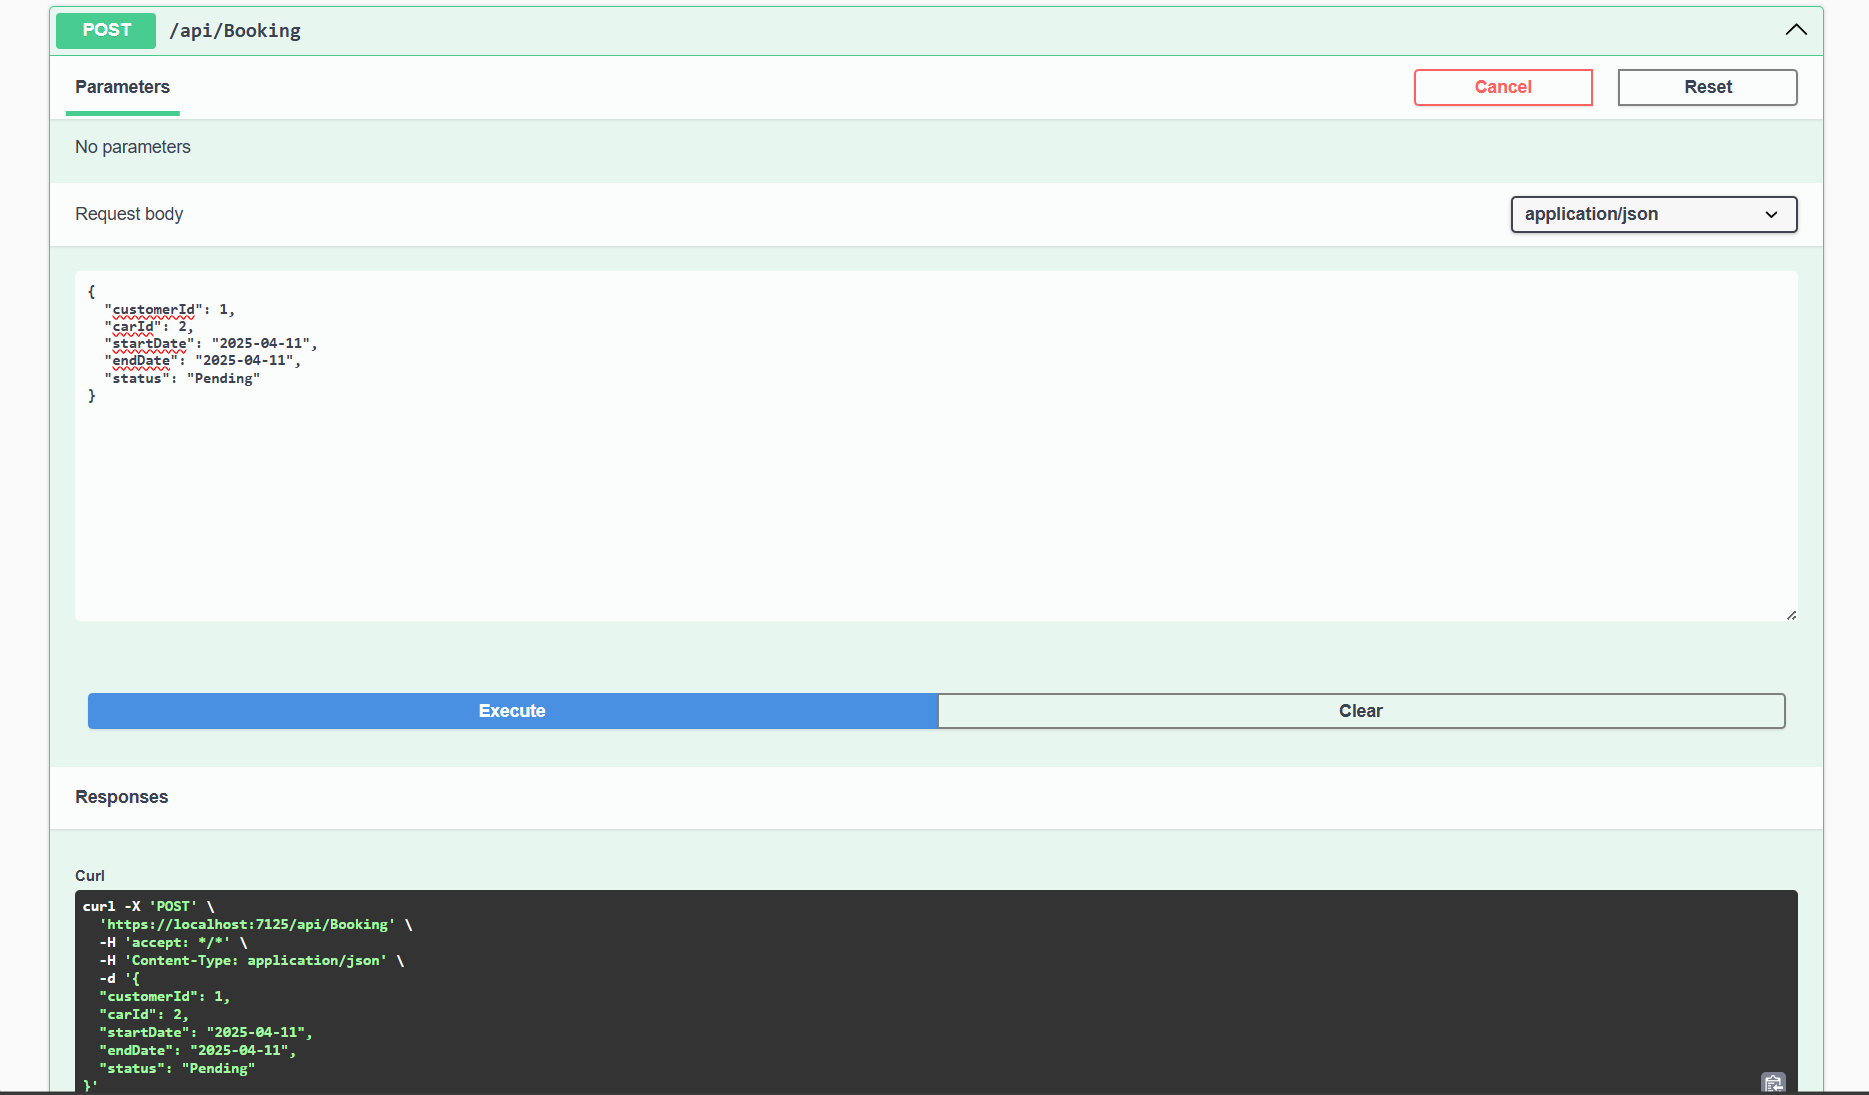 POST /api/Booking
Parameters
Cancel
Reset
No parameters
Request body
application/json
{
  "customerId": 1,
  "carId": 2,
  "startDate": "2025-04-11",
  "endDate": "2025-04-11",
  "status": "Pending"
}
Execute
Clear
Responses
Curl
curl -X 'POST' \
  'https://localhost:7125/api/Booking' \
  -H 'accept: */*' \
  -H 'Content-Type: application/json' \
  -d '{
  "customerId": 1,
  "carId": 2,
  "startDate": "2025-04-11",
  "endDate": "2025-04-11",
  "status": "Pending"
}'